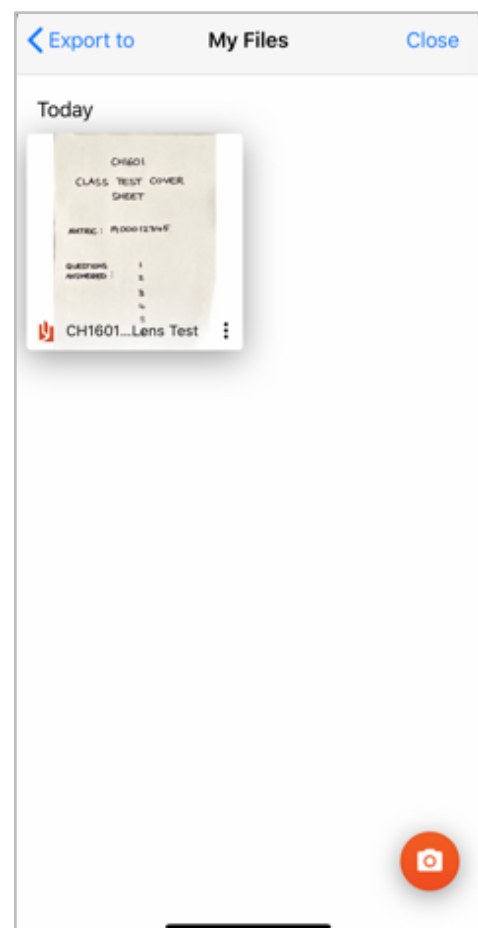 Export to
My Files
Close
Today
CH1601
CLASS TEST COVER
SHEET
MATRIC :
QUESTIONS
ANSWERED :
1
2
3
4
5
CH1601...Lens Test